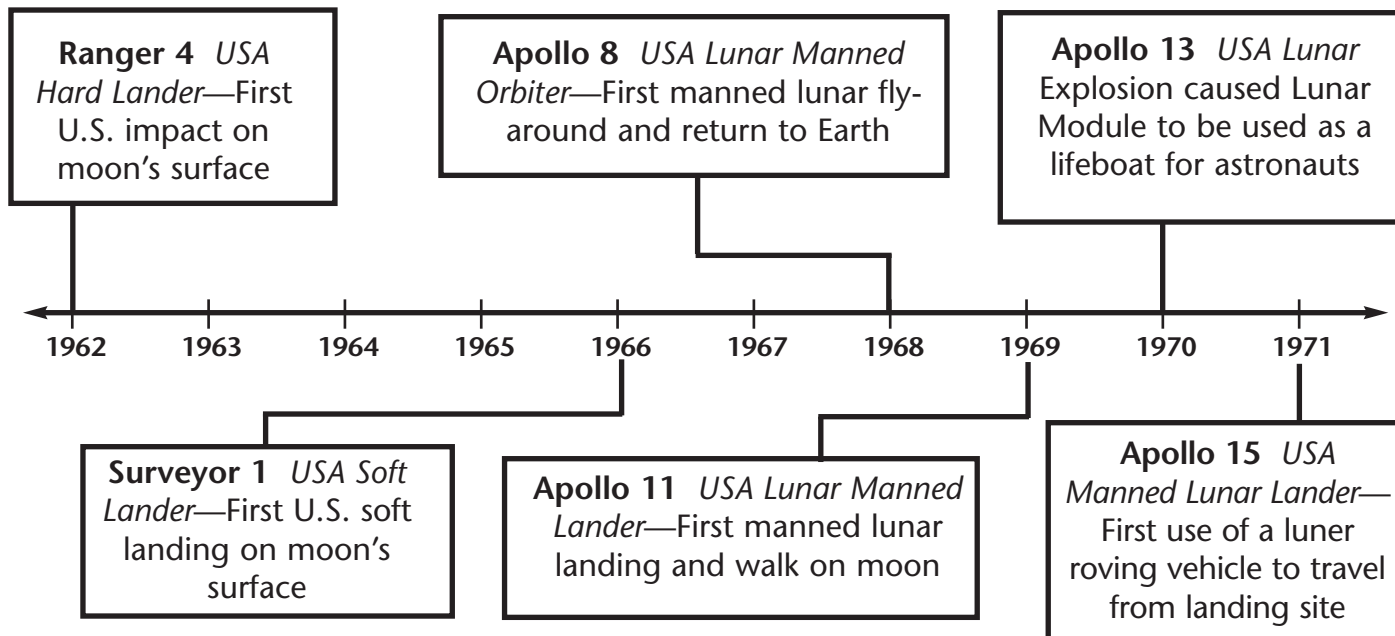 Ranger 4 USA
Hard Lander—First
U.S. impact on
moon’s surface
Apollo 8 USA Lunar Manned
Orbiter—First manned lunar fly-
around and return to Earth
Apollo 13 USA Lunar
Explosion caused Lunar
Module to be used as a
lifeboat for astronauts
1962 1963 1964 1965 1966 1967 1968 1969 1970 1971
Surveyor 1 USA Soft
Lander—First U.S. soft
landing on moon’s
surface
Apollo 11 USA Lunar Manned
Lander—First manned lunar
landing and walk on moon
Apollo 15 USA
Manned Lunar Lander—
First use of a luner
roving vehicle to travel
from landing site